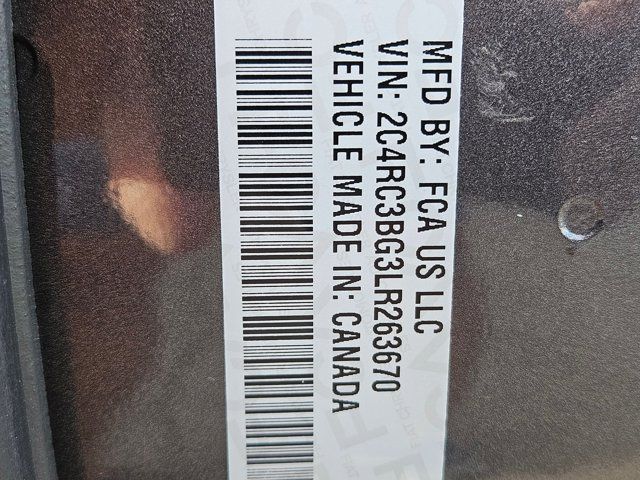 MFD BY: FCA US LLC
VIN: 2C4RC3BG3LR263670
VEHICLE MADE IN: CANADA